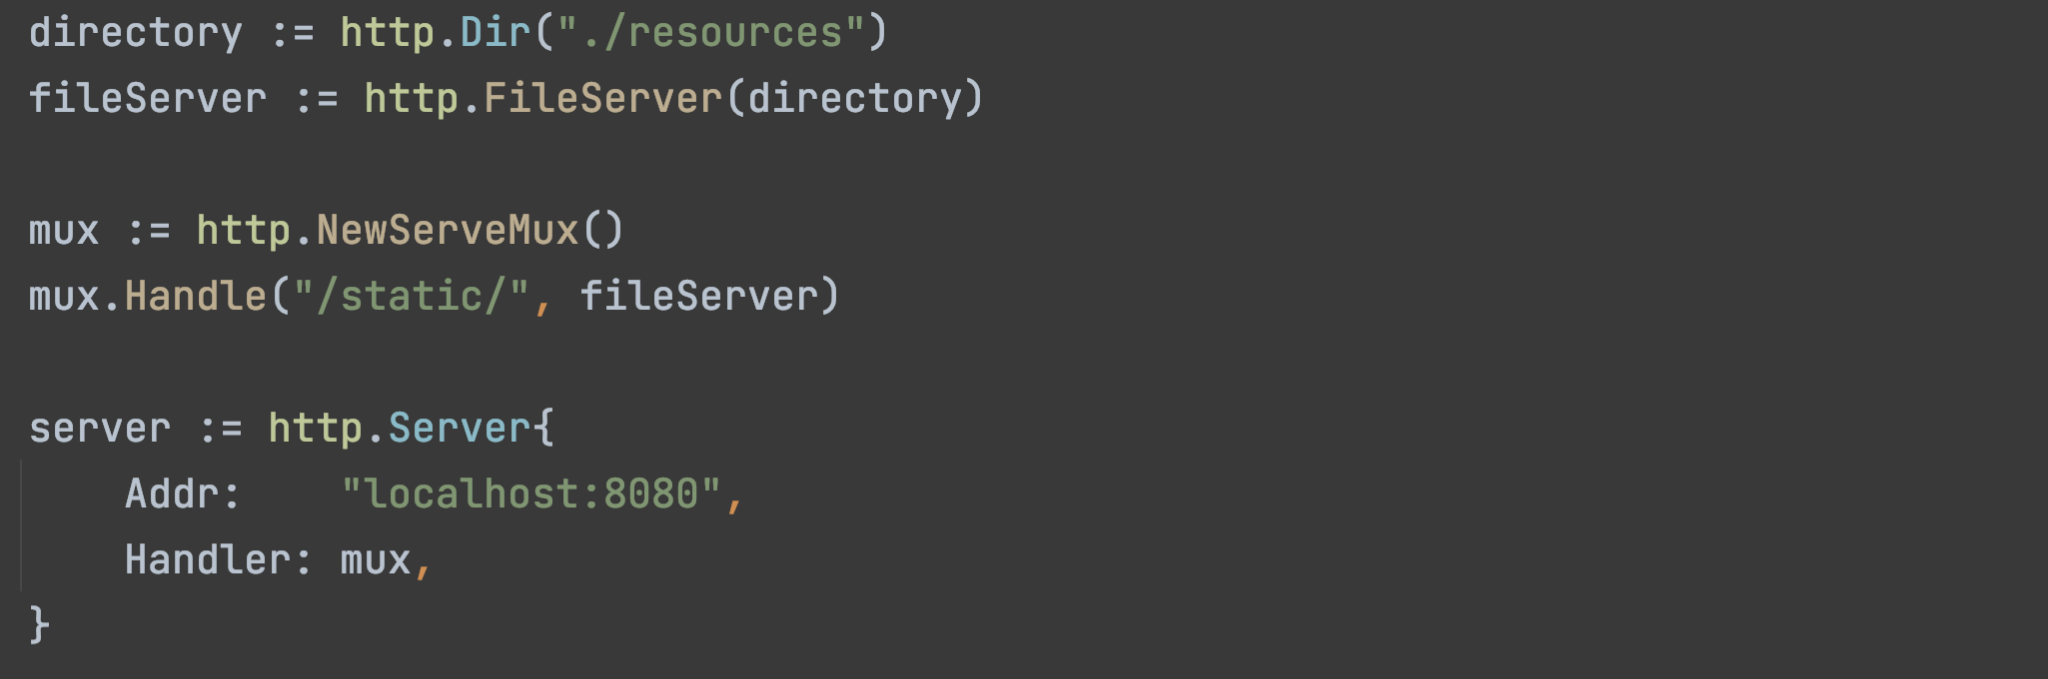 directory := http.Dir("./resources")
fileServer := http.FileServer(directory)

mux := http.NewServeMux()
mux.Handle("/static/", fileServer)

server := http.Server{
    Addr:    "localhost:8080",
    Handler: mux,
}